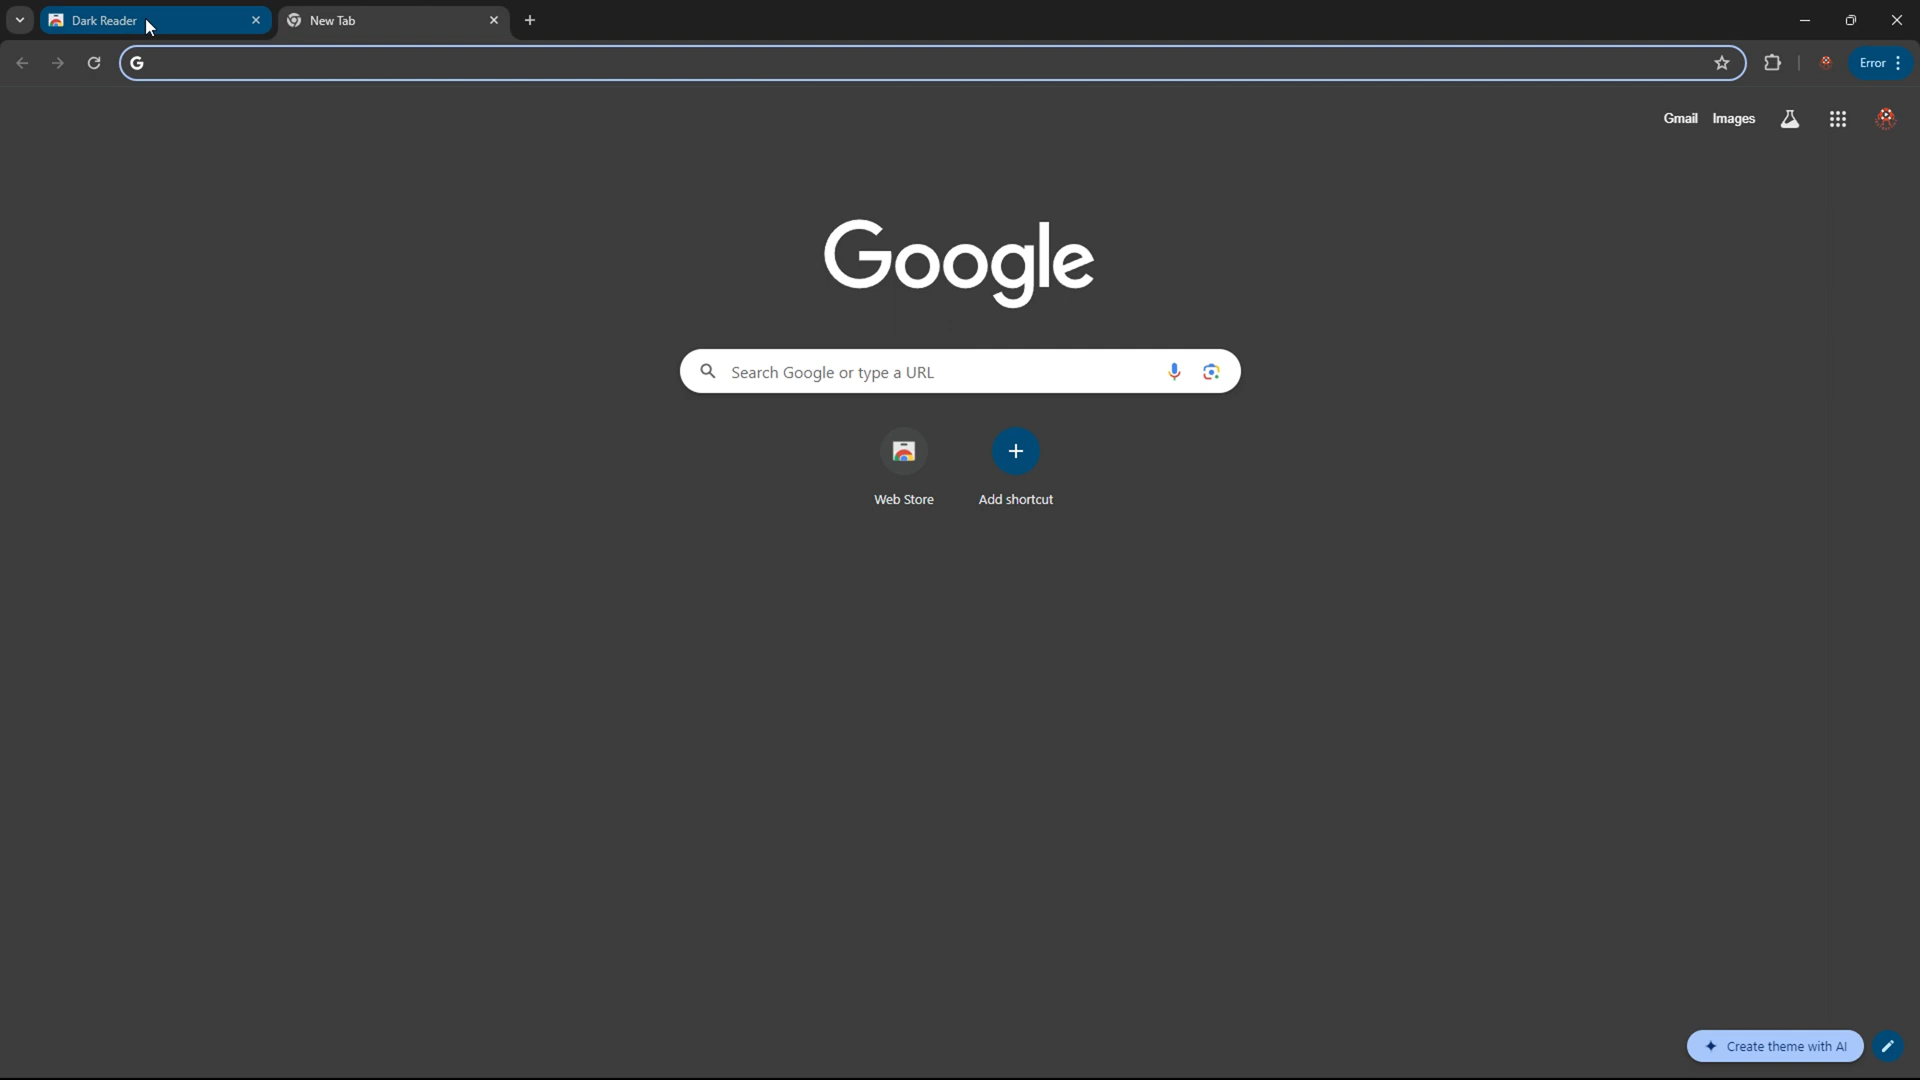 Dark Reader
New Tab
Error
Gmail Images
Google
Search Google or type a URL
Web Store
Add shortcut
Create theme with AI